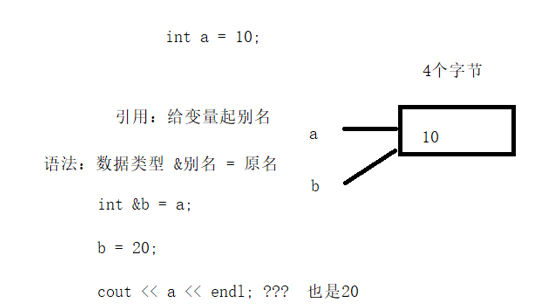 int a = 10;
4个字节
引用：给变量起别名
a
10
语法：数据类型 &别名 = 原名
b
int &b = a;
b = 20;
cout << a << endl; ??? 也是20